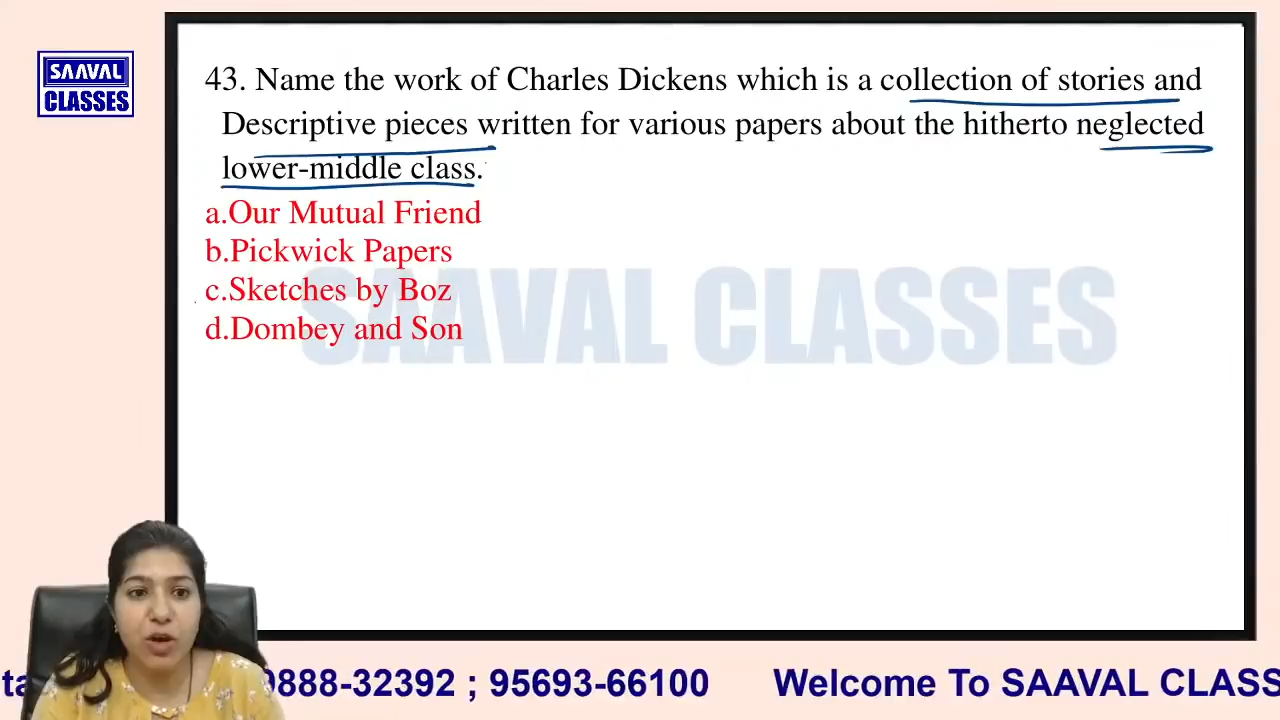 SAAVAL
CLASSES
43. Name the work of Charles Dickens which is a collection of stories and
Descriptive pieces written for various papers about the hitherto neglected
lower-middle class.
a.Our Mutual Friend
b.Pickwick Papers
c.Sketches by Boz
d.Dombey and Son
SAAVAL CLASSES
9888-32392 ; 95693-66100 Welcome To SAAVAL CLASS